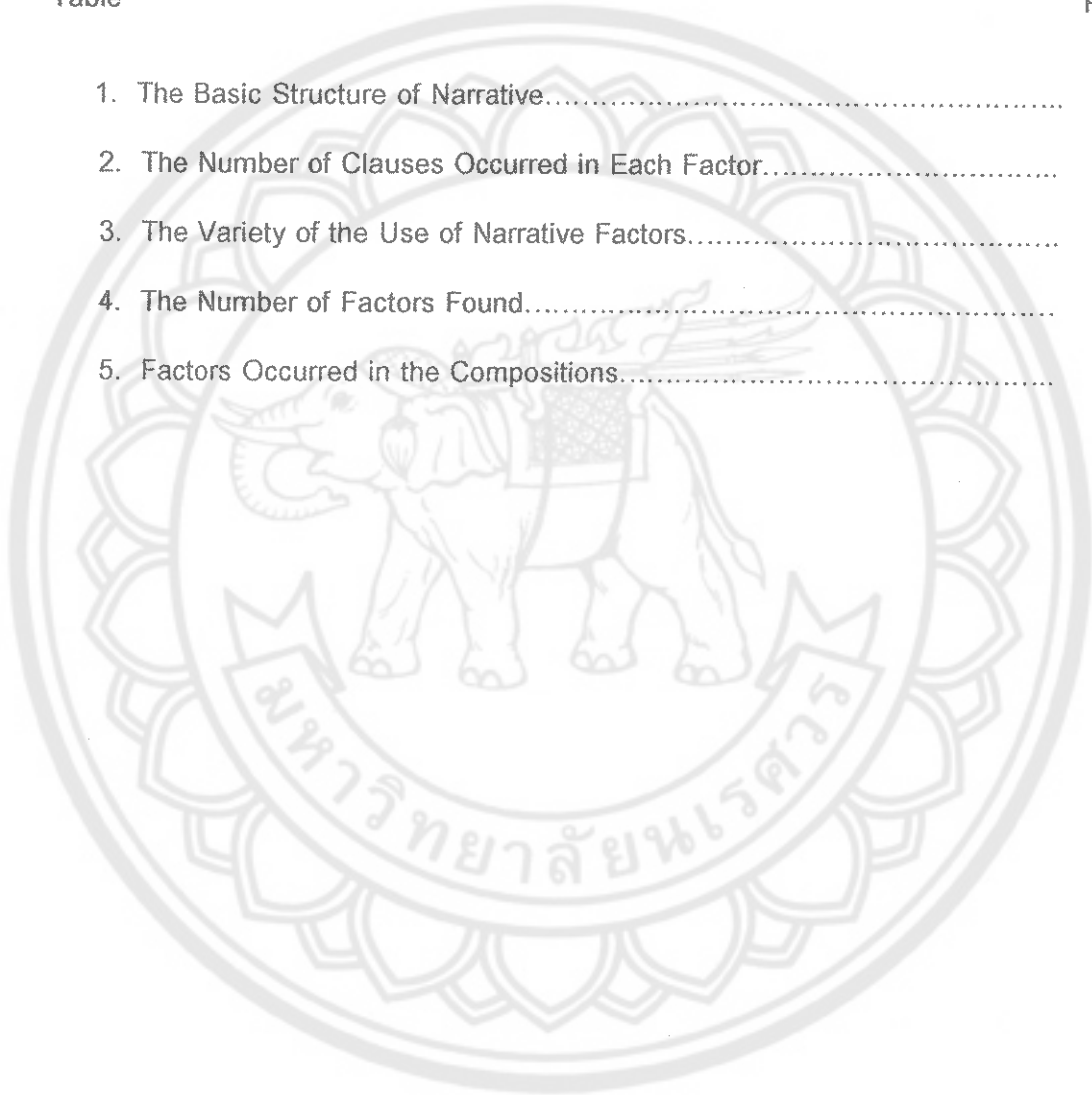 Table
1. The Basic Structure of Narrative
2. The Number of Clauses Occurred in Each Factor
3. The Variety of the Use of Narrative Factors
4. The Number of Factors Found
5. Factors Occurred in the Compositions
มหาวิทยาลัยนเรศวร